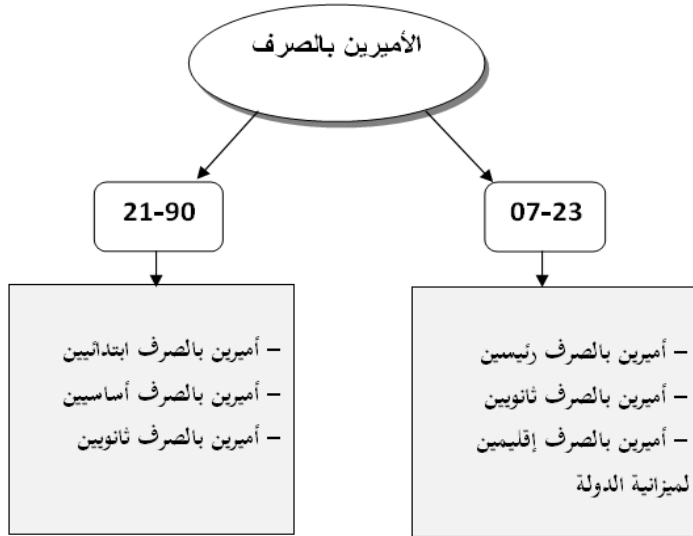 الأميرين بالصرف
07-23
21-90
– أميرين بالصرف رئيسين
– أميرين بالصرف ثانويين
– أميرين بالصرف إقليمين
لميزانية الدولة
– أميرين بالصرف ابتدائيين
– أميرين بالصرف أساسيين
– أميرين بالصرف ثانويين